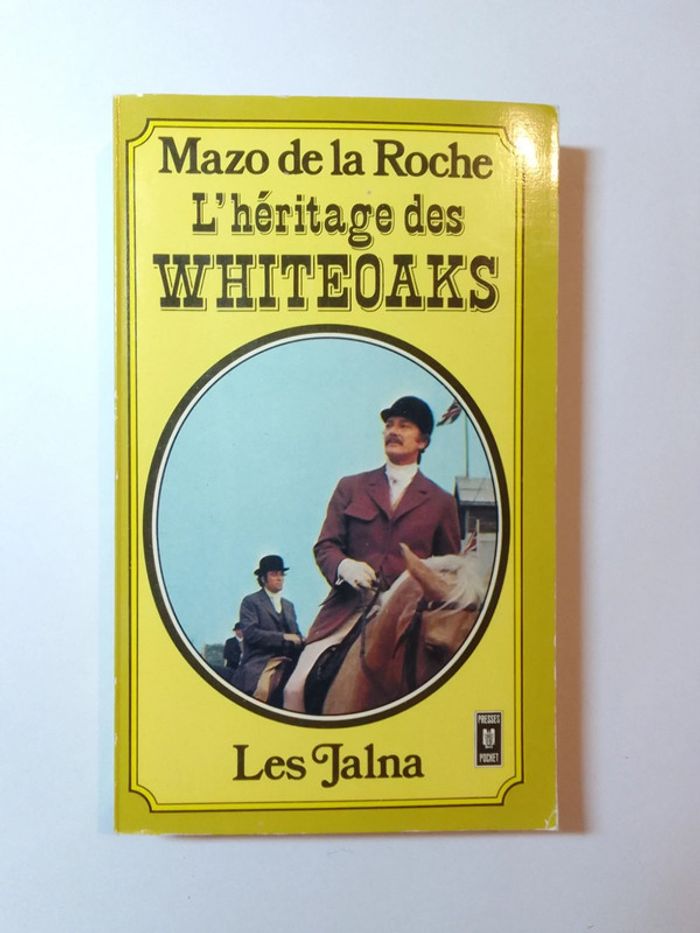 Mazo de la Roche
L'héritage des
WHITEOAKS
Les Jalna
PRESSES
POCKET